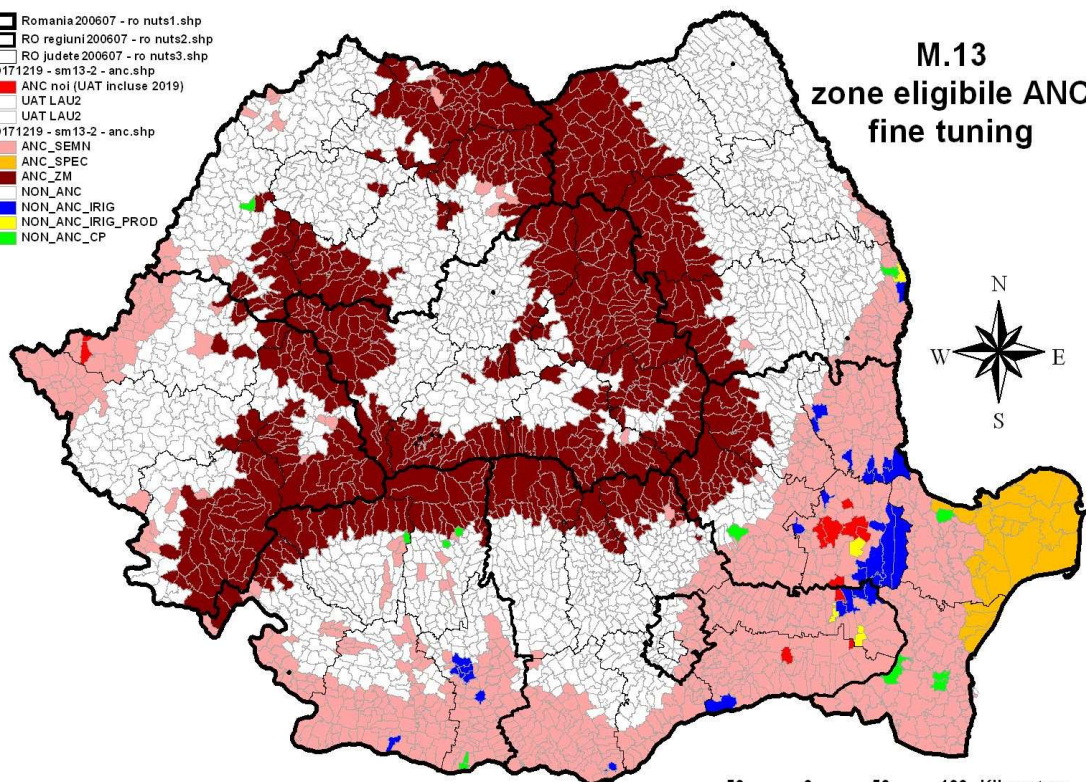 Romania200607 - ro nuts1.shp
RO regiuni200607 - ro nuts2.shp
RO judete200607 - ro nuts3.shp
0171219 - sm13-2 - anc.shp
ANC noi (UAT incluse 2019)
UAT LAU2
UAT LAU2
0171219 - sm13-2 - anc.shp
ANC_SEMN
ANC_SPEC
ANC_ZM
NON_ANC
NON_ANC_IRIG
NON_ANC_IRIG_PROD
NON_ANC_CP
M.13
zone eligibile ANC
fine tuning
N
W
E
S